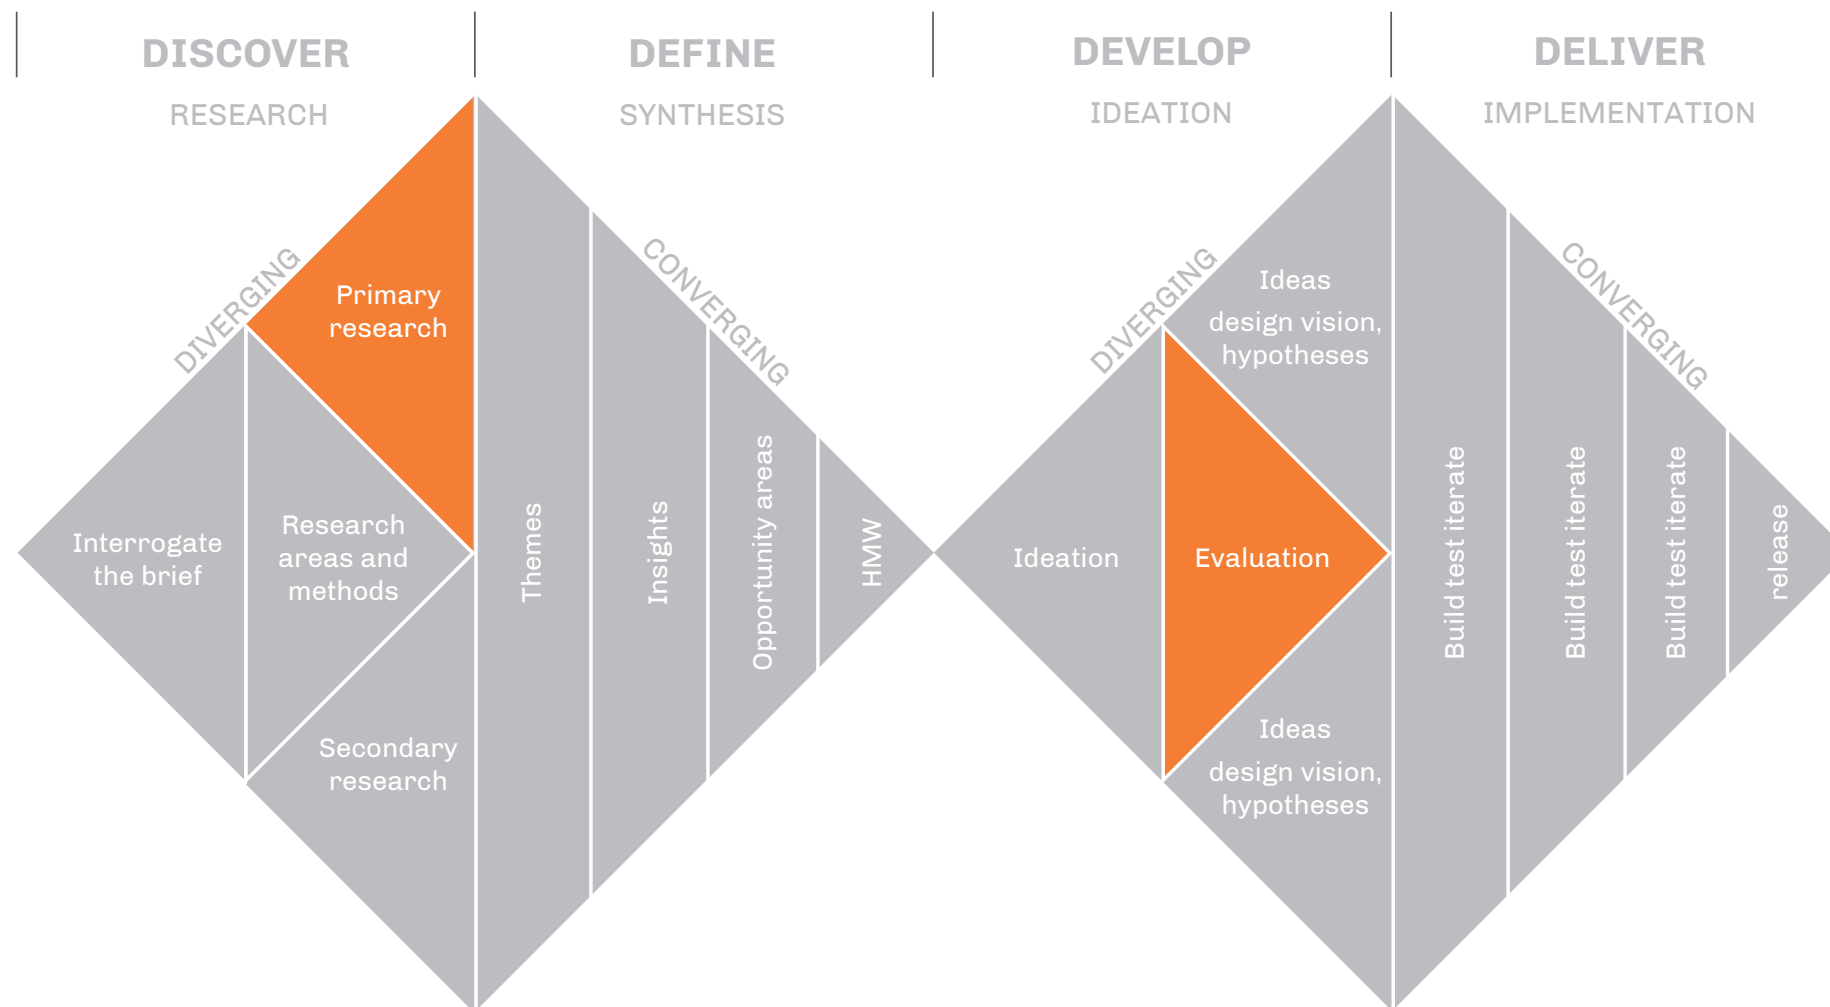 DISCOVER
RESEARCH
DEFINE
SYNTHESIS
DEVELOP
IDEATION
DELIVER
IMPLEMENTATION
DIVERGING
Primary
research
Interrogate
the brief
Research
areas and
methods
Secondary
research
CONVERGING
Themes
Insights
Opportunity areas
HMW
DIVERGING
Ideas
design vision,
hypotheses
Ideation
Evaluation
Ideas
design vision,
hypotheses
CONVERGING
Build test iterate
Build test iterate
Build test iterate
release